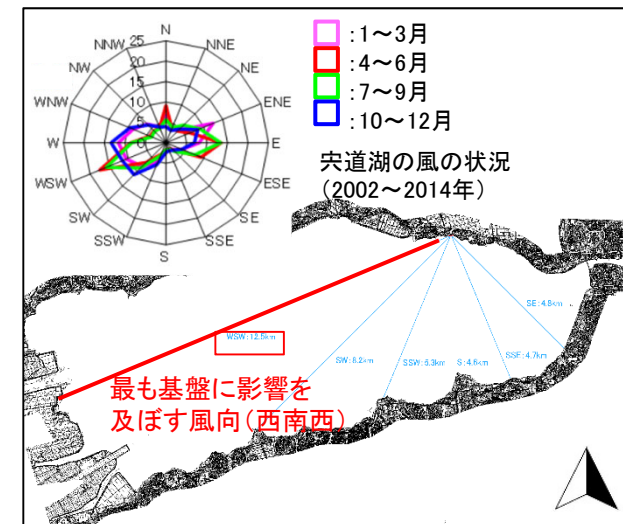 N
NNE
NE
ENE
E
ESE
SE
SSE
S
SSW
SW
WSW
W
WNW
NW
NNW
25
20
15
10
5
0
:1～3月
:4～6月
:7～9月
:10～12月
宍道湖の風の状況
(2002～2014年)
WSW:12.5km
SW:8.2km
SSW:5.3km
S:4.6km
SSE:4.7km
SE:4.8km
最も基盤に影響を
及ぼす風向(西南西)